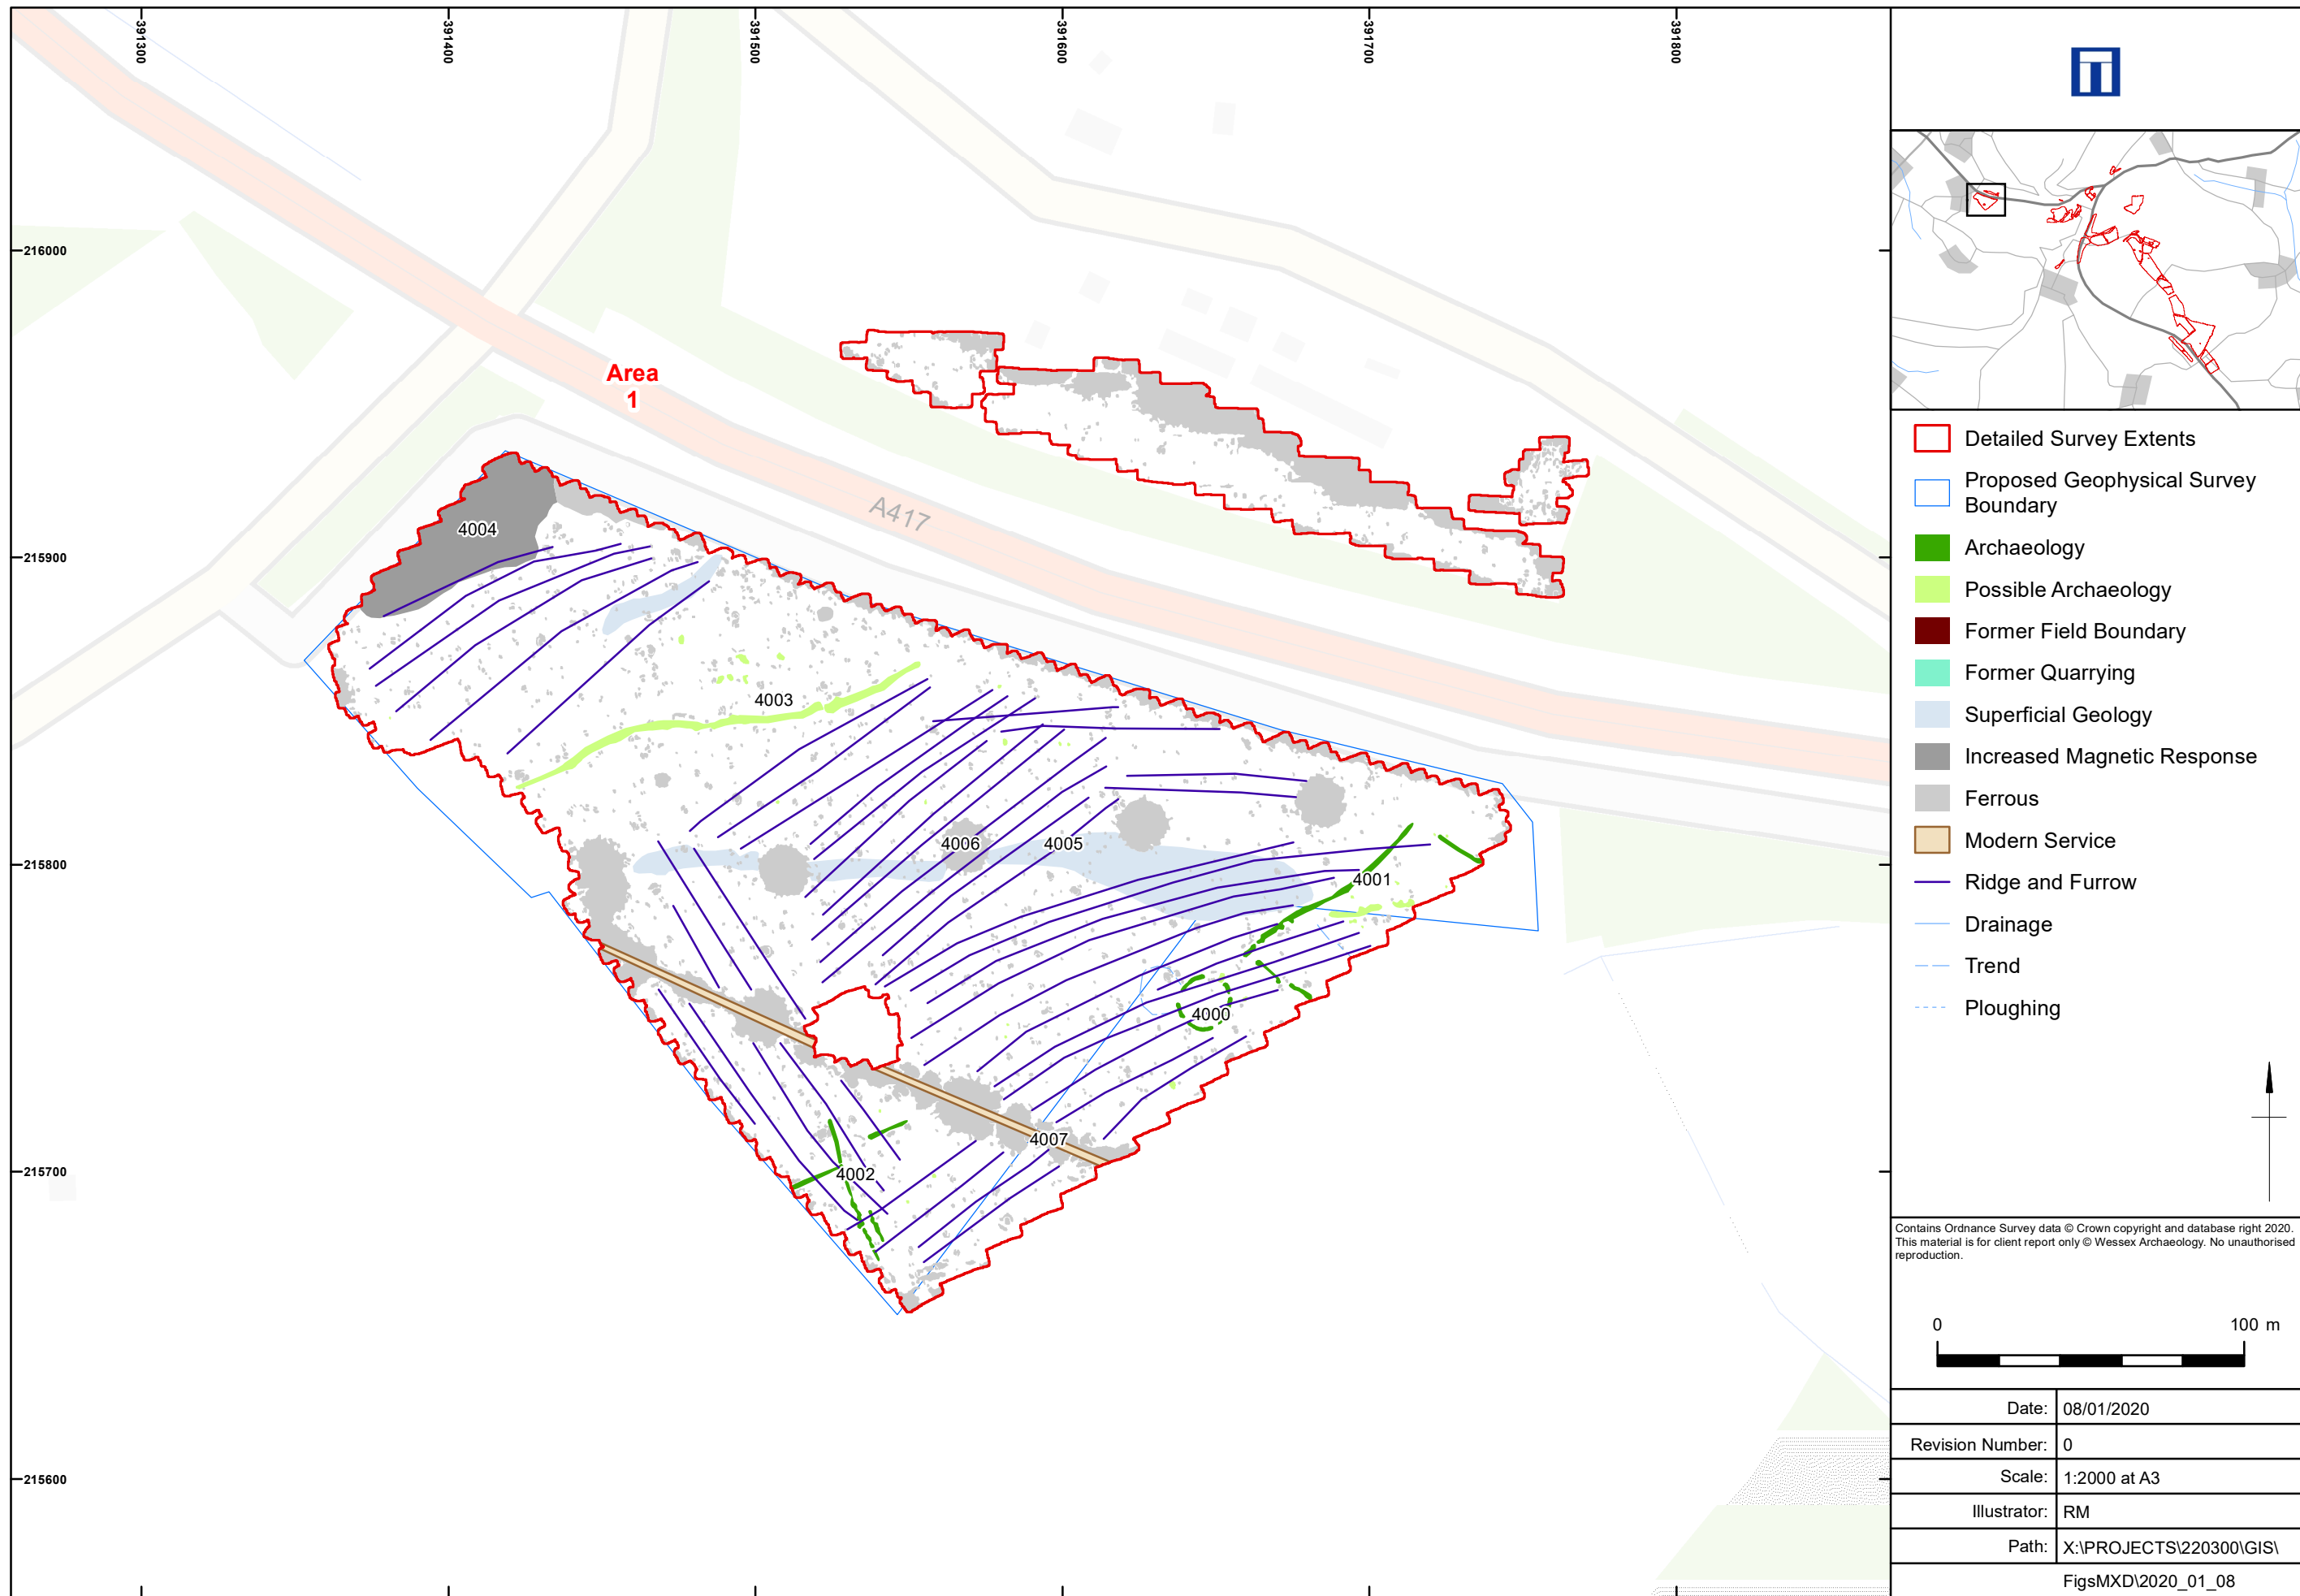 391300
391400
391500
391600
391700
391800
216000
215900
215800
215700
215600
Area
1
A417
4004
4003
4006
4005
4001
4000
4007
4002
Detailed Survey Extents
Proposed Geophysical Survey
Boundary
Archaeology
Possible Archaeology
Former Field Boundary
Former Quarrying
Superficial Geology
Increased Magnetic Response
Ferrous
Modern Service
Ridge and Furrow
Drainage
Trend
Ploughing
Contains Ordnance Survey data © Crown copyright and database right 2020.
This material is for client report only © Wessex Archaeology. No unauthorised
reproduction.
0 100 m
Date: 08/01/2020
Revision Number: 0
Scale: 1:2000 at A3
Illustrator: RM
Path: X:\PROJECTS\220300\GIS\
FigsMXD\2020_01_08